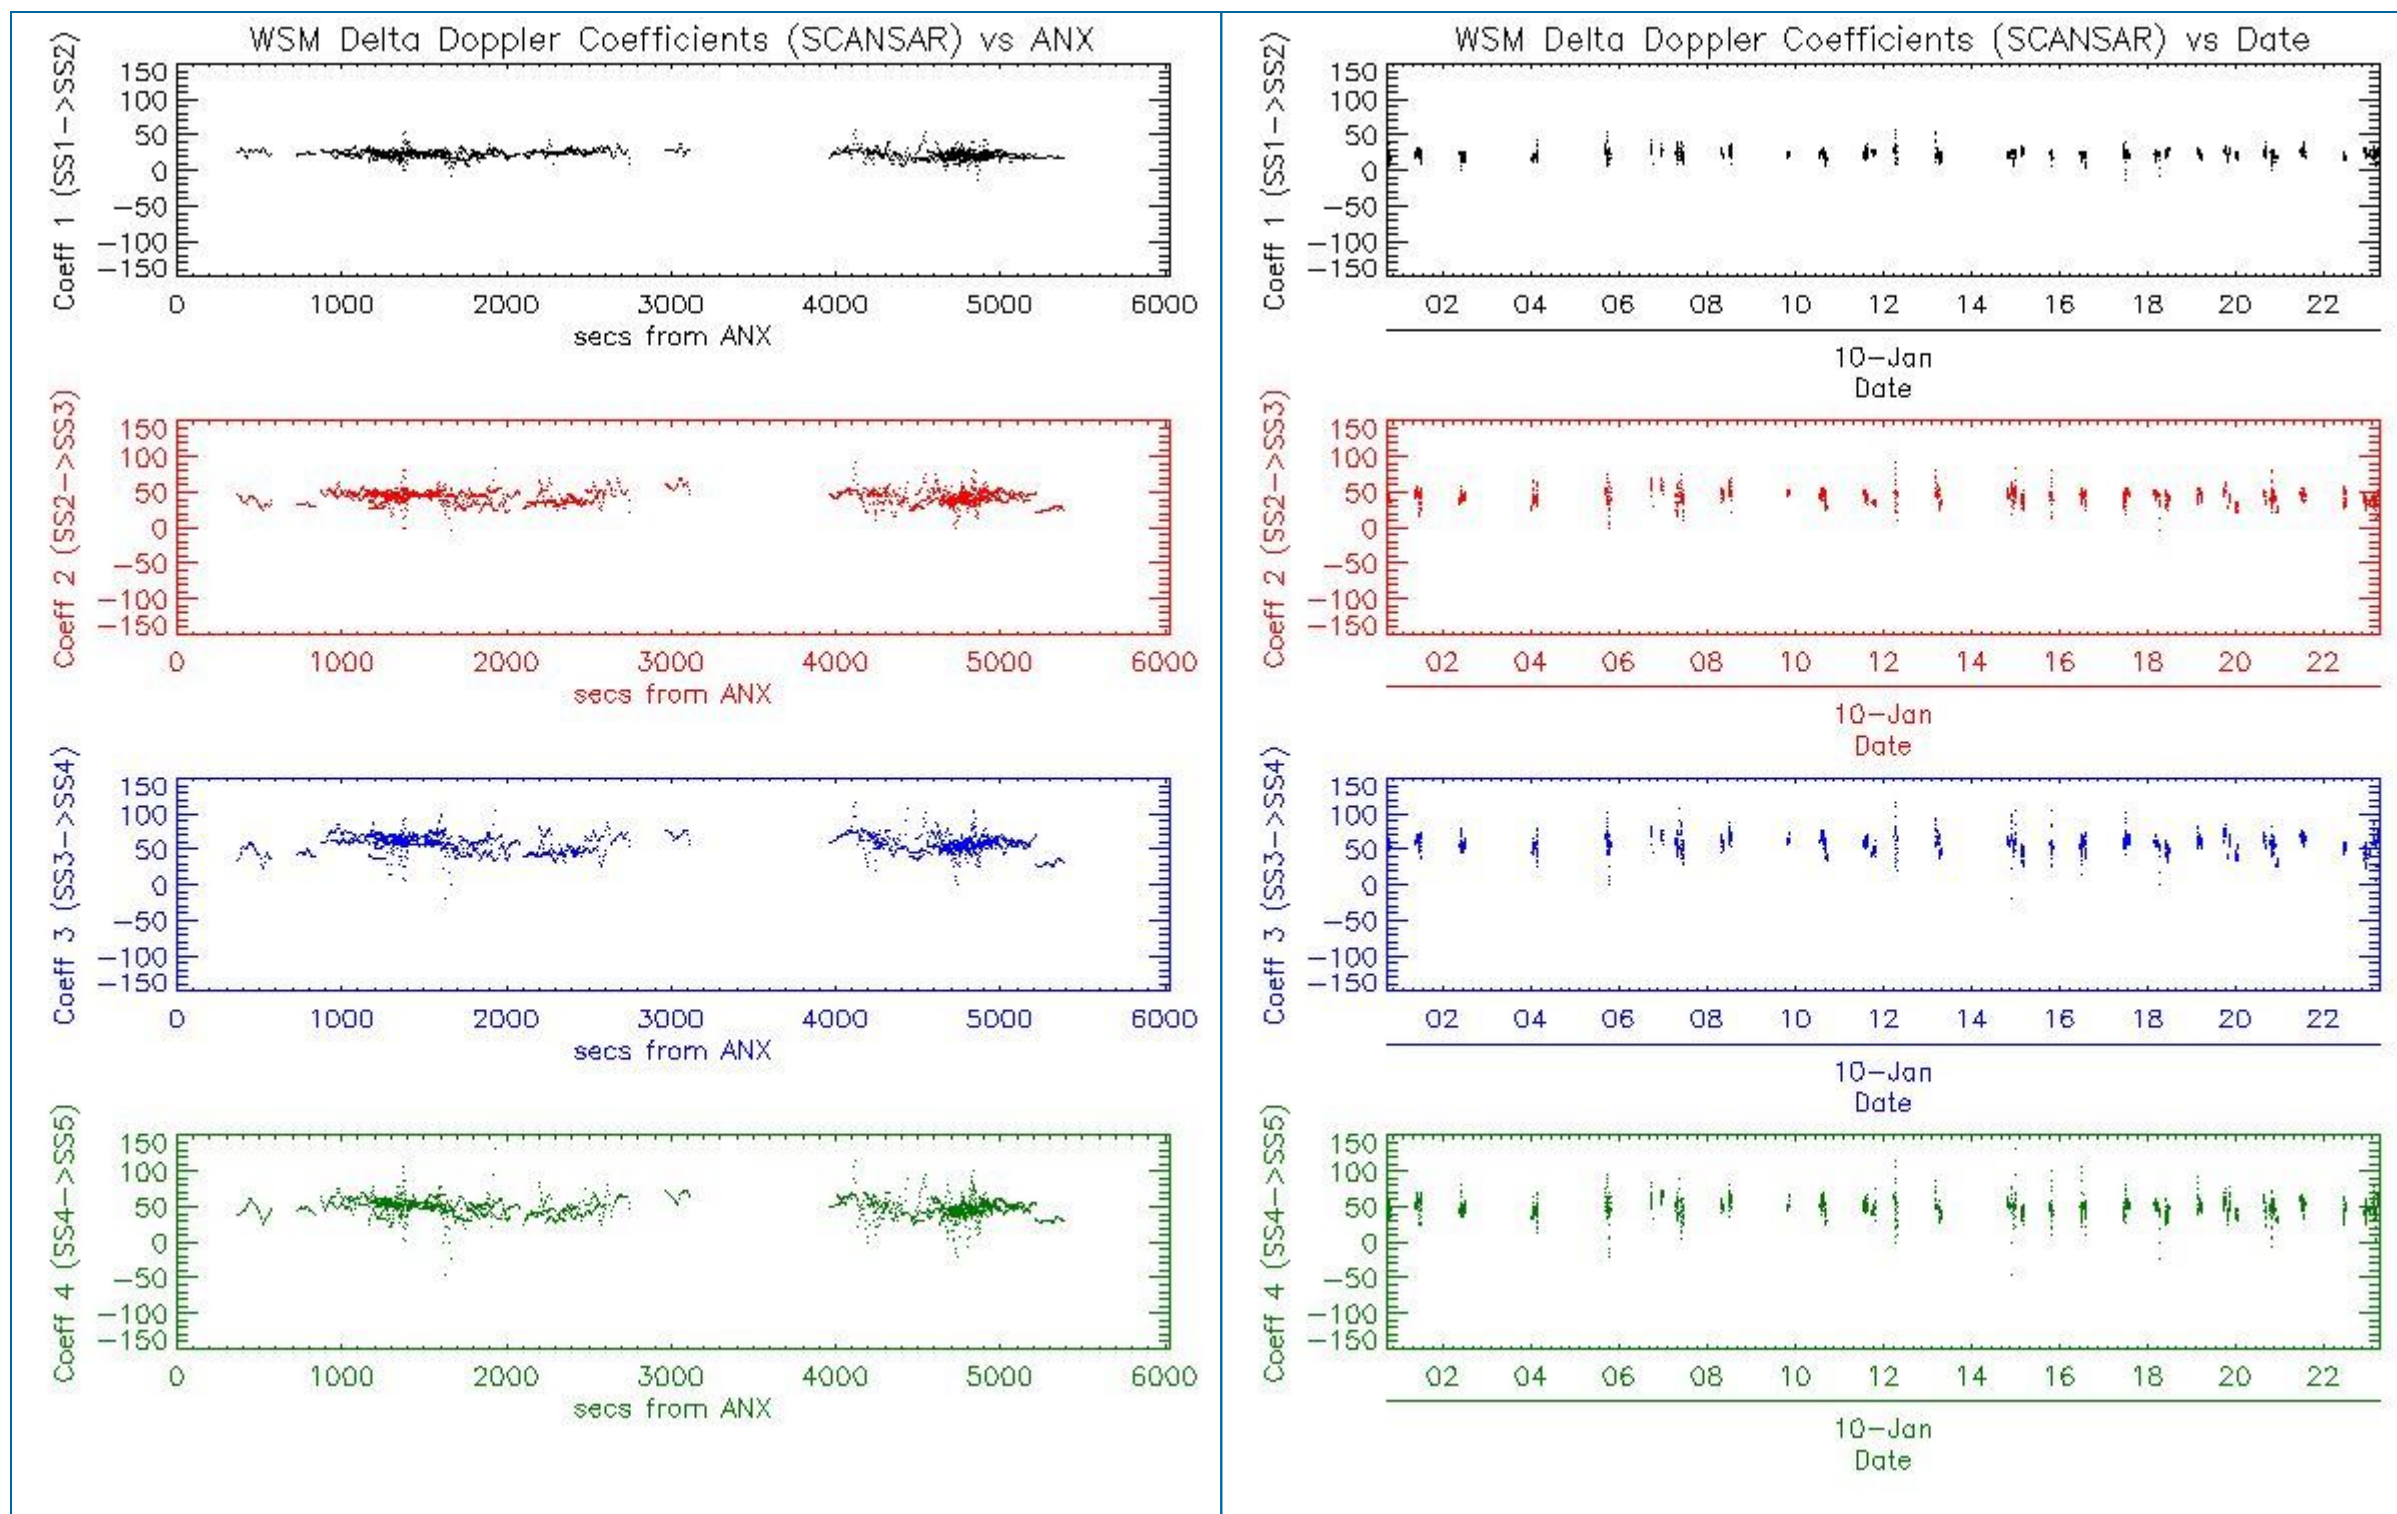 WSM Delta Doppler Coefficients (SCANSAR) vs ANX
Coeff 1 (SS1->SS2)
150
100
50
0
-50
-100
-150
0 1000 2000 3000 4000 5000 6000
secs from ANX
Coeff 2 (SS2->SS3)
150
100
50
0
-50
-100
-150
0 1000 2000 3000 4000 5000 6000
secs from ANX
Coeff 3 (SS3->SS4)
150
100
50
0
-50
-100
-150
0 1000 2000 3000 4000 5000 6000
secs from ANX
Coeff 4 (SS4->SS5)
150
100
50
0
-50
-100
-150
0 1000 2000 3000 4000 5000 6000
secs from ANX
WSM Delta Doppler Coefficients (SCANSAR) vs Date
Coeff 1 (SS1->SS2)
150
100
50
0
-50
-100
-150
02 04 06 08 10 12 14 16 18 20 22
10-Jan
Date
Coeff 2 (SS2->SS3)
150
100
50
0
-50
-100
-150
02 04 06 08 10 12 14 16 18 20 22
10-Jan
Date
Coeff 3 (SS3->SS4)
150
100
50
0
-50
-100
-150
02 04 06 08 10 12 14 16 18 20 22
10-Jan
Date
Coeff 4 (SS4->SS5)
150
100
50
0
-50
-100
-150
02 04 06 08 10 12 14 16 18 20 22
10-Jan
Date